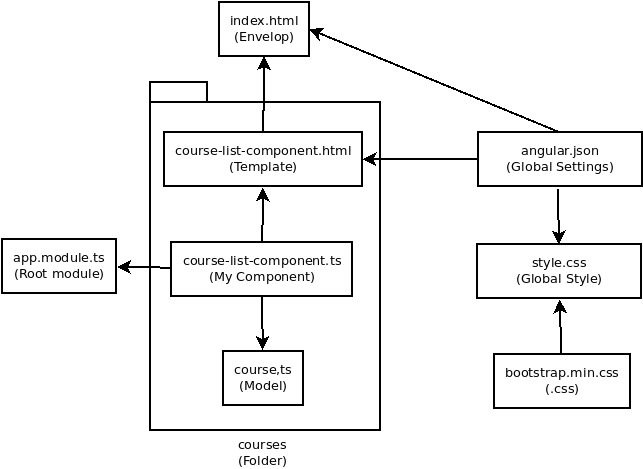 index.html
(Envelop)
course-list-component.html
(Template)
angular.json
(Global Settings)
app.module.ts
(Root module)
course-list-component.ts
(My Component)
style.css
(Global Style)
course,ts
(Model)
bootstrap.min.css
(.css)
courses
(Folder)